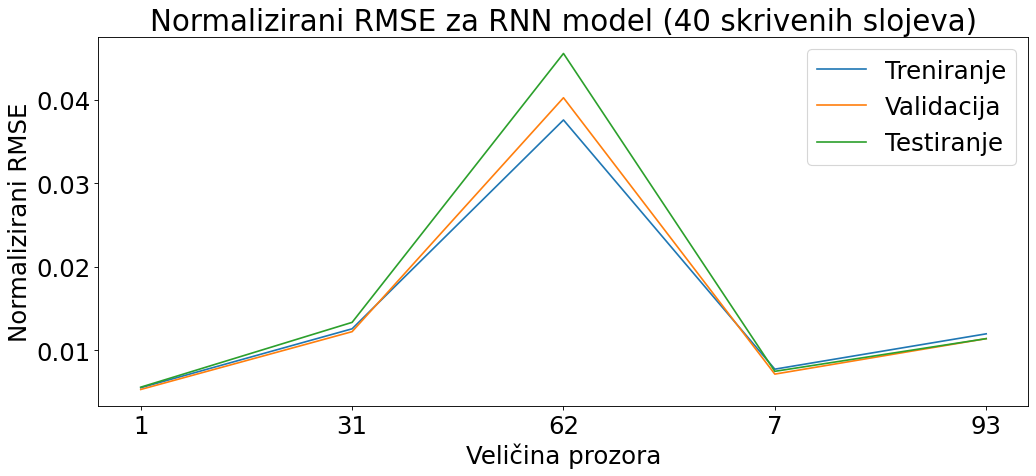 Normalizirani RMSE za RNN model (40 skrivenih slojeva)
Treniranje
Validacija
Testiranje
Normalizirani RMSE
0.04
0.03
0.02
0.01
1 31 62 7 93
Veličina prozora